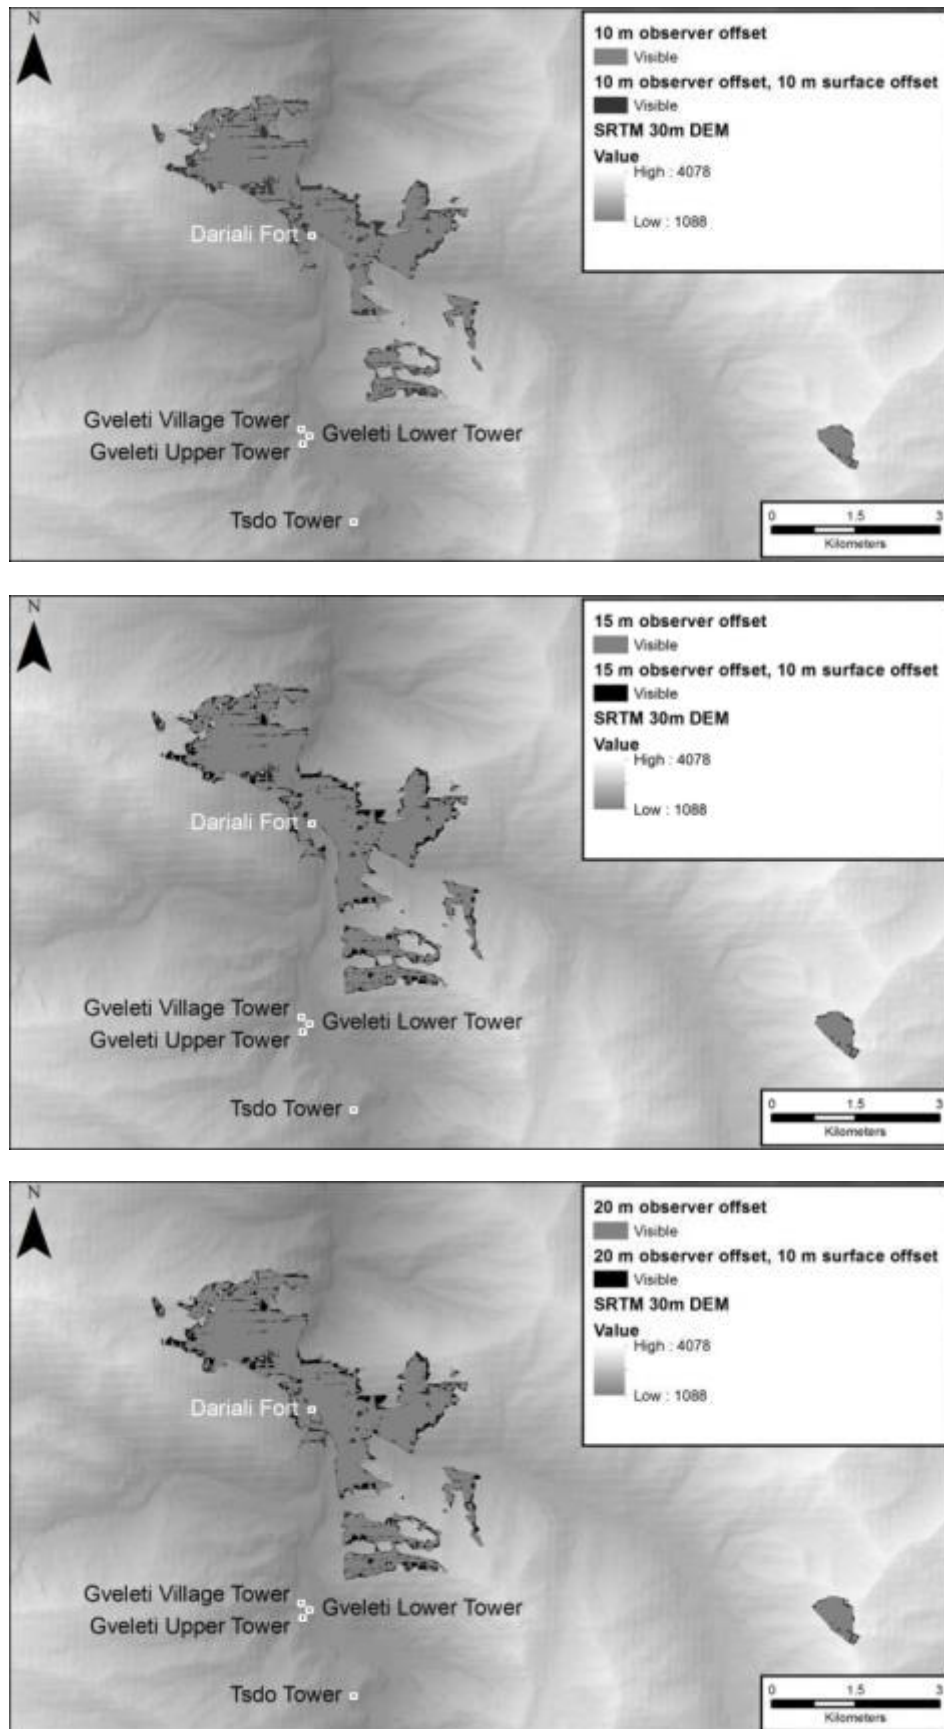 N
10 m observer offset
Visible
10 m observer offset, 10 m surface offset
Visible
SRTM 30m DEM
Value
High : 4078
Low : 1088
Dariali Fort
Gveleti Village Tower
Gveleti Lower Tower
Gveleti Upper Tower
Tsdo Tower
0 1.5 3
Kilometers
N
15 m observer offset
Visible
15 m observer offset, 10 m surface offset
Visible
SRTM 30m DEM
Value
High : 4078
Low : 1088
Dariali Fort
Gveleti Village Tower
Gveleti Lower Tower
Gveleti Upper Tower
Tsdo Tower
0 1.5 3
Kilometers
N
20 m observer offset
Visible
20 m observer offset, 10 m surface offset
Visible
SRTM 30m DEM
Value
High : 4078
Low : 1088
Dariali Fort
Gveleti Village Tower
Gveleti Lower Tower
Gveleti Upper Tower
Tsdo Tower
0 1.5 3
Kilometers